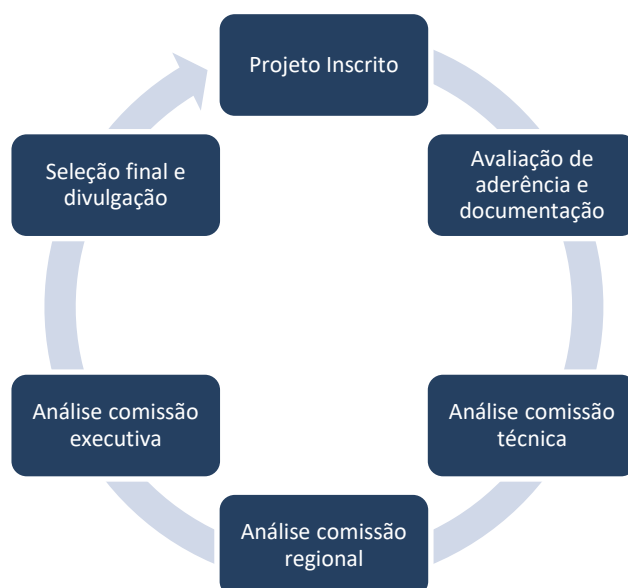 Projeto Inscrito
Avaliação de
aderência e
documentação
Análise comissão
técnica
Análise comissão
regional
Análise comissão
executiva
Seleção final e
divulgação